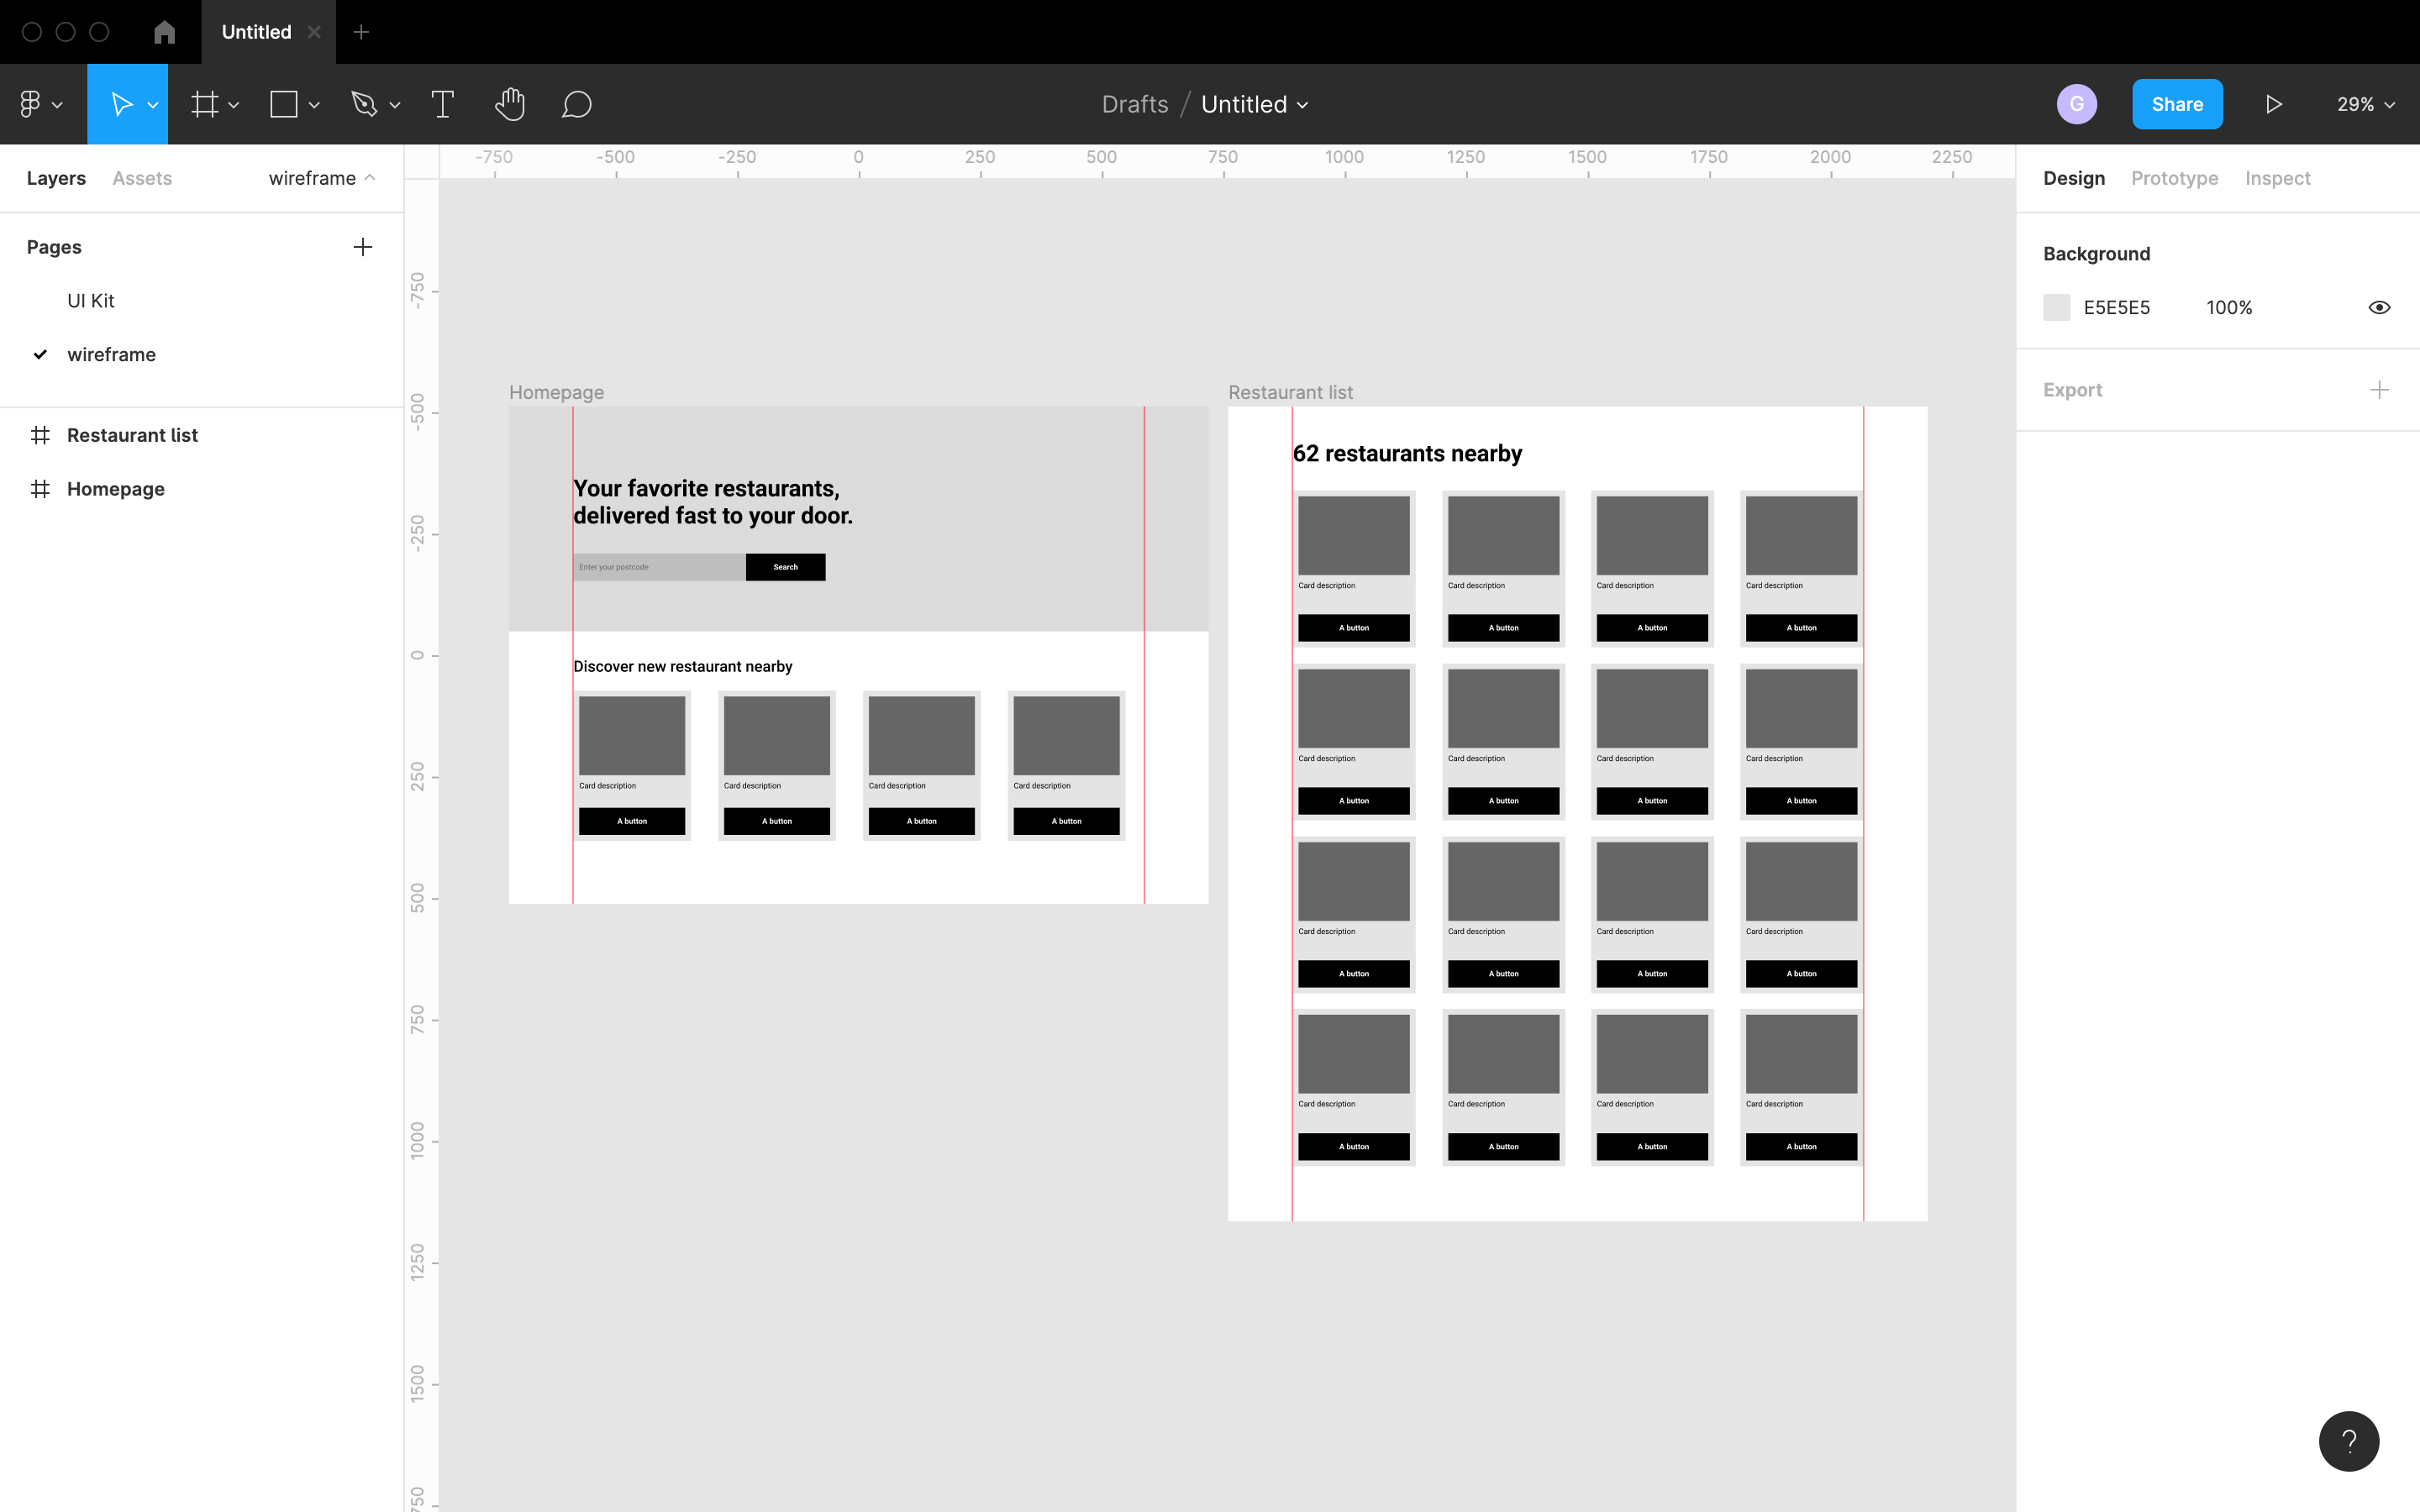 Untitled
Drafts / Untitled
G
Share
29%
Layers
Assets
wireframe
Pages
UI Kit
wireframe
Restaurant list
Homepage
-750
-500
-250
0
250
500
750
1000
1250
1500
1750
2000
2250
-750
-500
-250
0
250
500
750
1000
1250
1500
750
Homepage
Your favorite restaurants,
delivered fast to your door.
Enter your postcode
Search
Discover new restaurant nearby
Card description
Card description
Card description
Card description
A button
A button
A button
A button
Restaurant list
62 restaurants nearby
Card description
Card description
Card description
Card description
A button
A button
A button
A button
Card description
Card description
Card description
Card description
A button
A button
A button
A button
Card description
Card description
Card description
Card description
A button
A button
A button
A button
Card description
Card description
Card description
Card description
A button
A button
A button
A button
Design
Prototype
Inspect
Background
E5E5E5
100%
Export
?